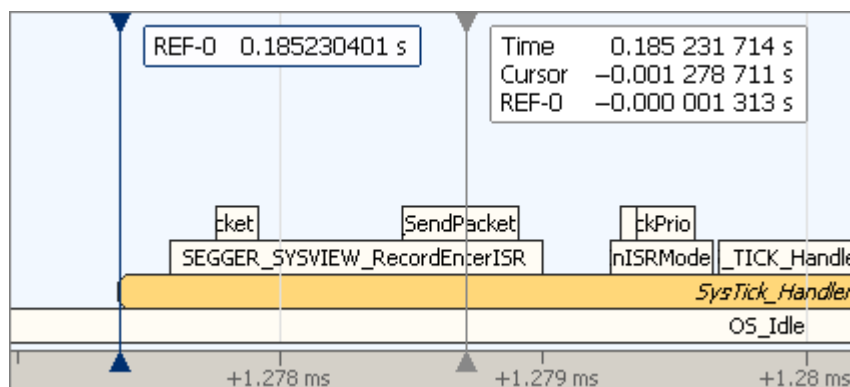 REF-0 0.185230401 s
Time 0.185 231 714 s
Cursor −0.001 278 711 s
REF-0 −0.000 001 313 s
:ket SendPacket ckPrio
SEGGER_SYSVIEW_RecordEnterISR nISRMode _TICK_Handle
SysTick_Handler
OS_Idle
+1.278 ms +1.279 ms +1.28 ms